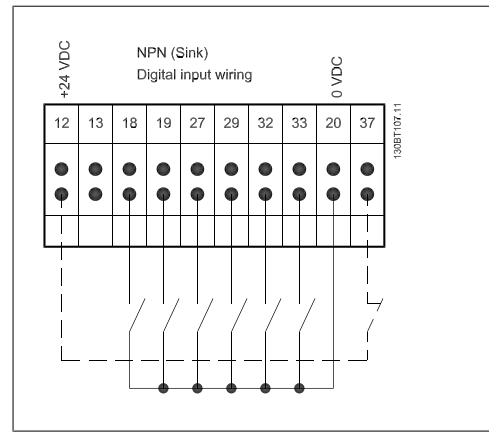 +24 VDC
NPN (Sink)
Digital input wiring
0 VDC
12 13 18 19 27 29 32 33 20 37
130BT107.11